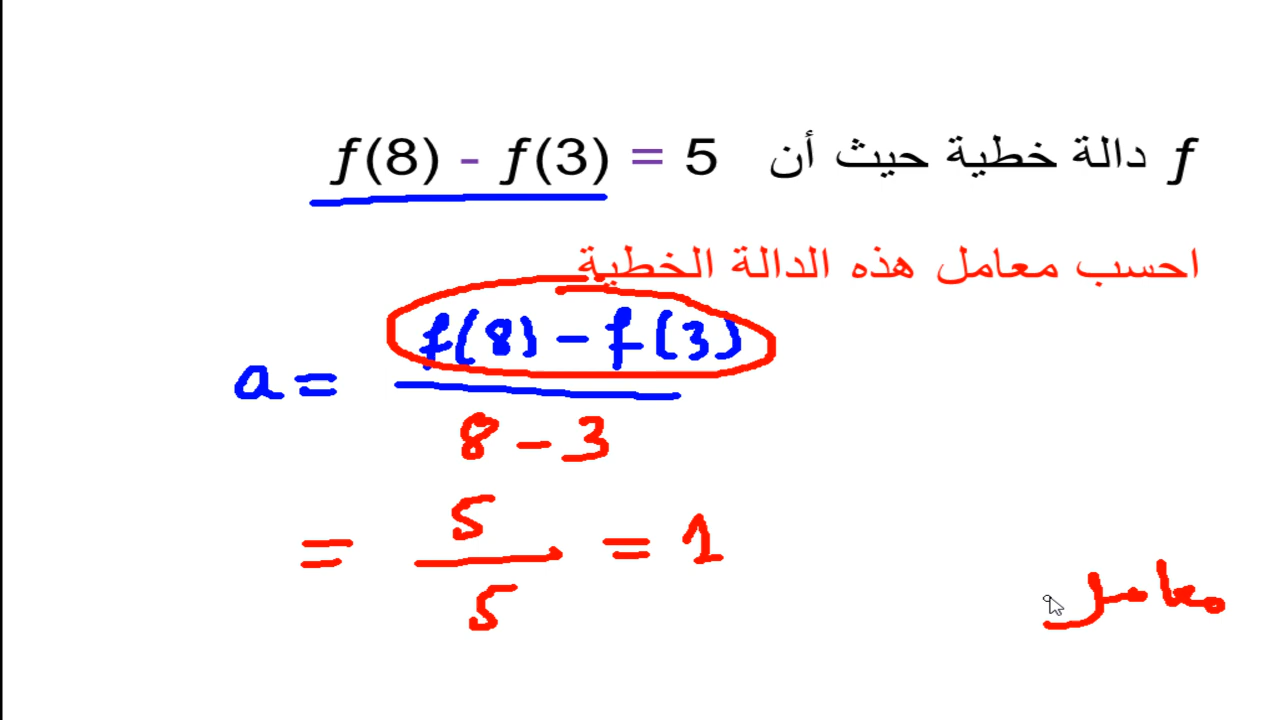 ƒ دالة خطية حيث أن ƒ(8) - ƒ(3) = 5
احسب معامل هذه الدالة الخطية
a = f(8) - f(3)
8 - 3
= 5 = 1
5
معامل